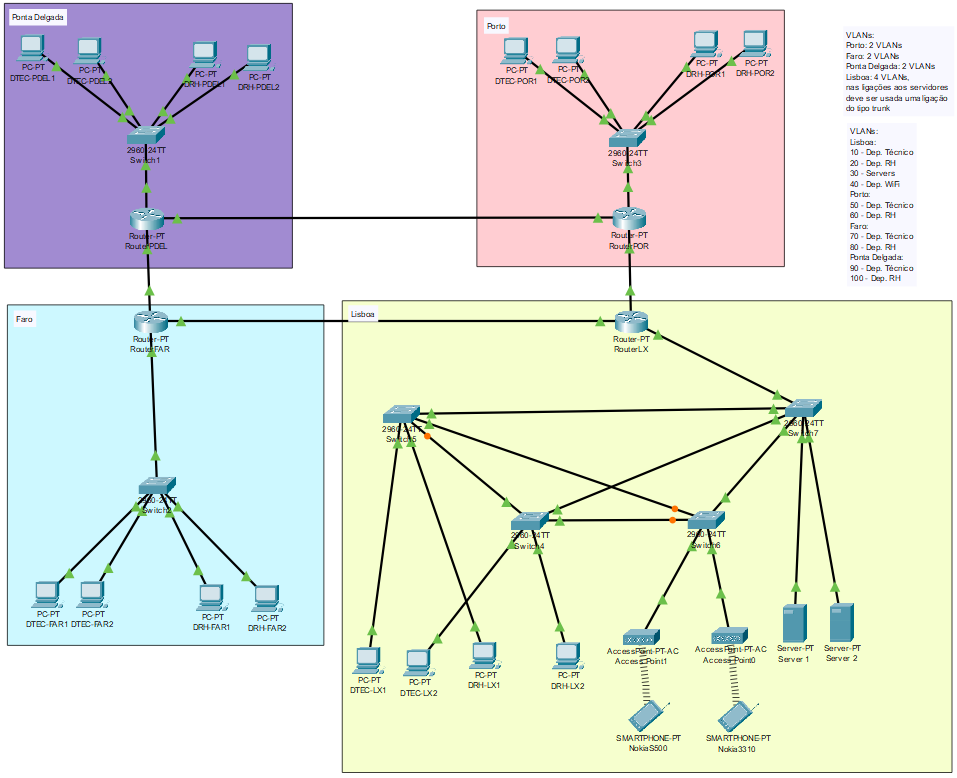 Ponta Delgada
PC-PT
DTEC-PDEL1
PC-PT
DTEC-PDEL2
PC-PT
DRH-PDEL1
PC-PT
DRH-PDEL2
2960-24TT
Switch1
Router-PT
RouterPDEL
Porto
PC-PT
DTEC-POR1
PC-PT
DTEC-POR2
PC-PT
DRH-POR1
PC-PT
DRH-POR2
2960-24TT
Switch3
Router-PT
RouterPOR
VLANs:
Porto: 2 VLANs
Faro: 2 VLANs
Ponta Delgada: 2 VLANs
Lisboa: 4 VLANs,
nas ligações aos servidores
deve ser usada uma ligação
do tipo trunk
VLANs:
Lisboa:
10 - Dep. Técnico
20 - Dep. RH
30 - Servers
40 - Dep. WiFi
Porto:
50 - Dep. Técnico
60 - Dep. RH
Faro:
70 - Dep. Técnico
80 - Dep. RH
Ponta Delgada:
90 - Dep. Técnico
100 - Dep. RH
Faro
Router-PT
RouterFAR
2960-24TT
Switch2
PC-PT
DTEC-FAR1
PC-PT
DTEC-FAR2
PC-PT
DRH-FAR1
PC-PT
DRH-FAR2
Lisboa
Router-PT
RouterLX
2960-24TT
Switch5
2960-24TT
Switch7
2960-24TT
Switch4
2960-24TT
Switch6
PC-PT
DTEC-LX1
PC-PT
DTEC-LX2
PC-PT
DRH-LX1
PC-PT
DRH-LX2
AccessPoint-PT-AC
Access Point1
AccessPoint-PT-AC
Access Point0
Server-PT
Server 1
Server-PT
Server 2
SMARTPHONE-PT
NokiaS500
SMARTPHONE-PT
Nokia3310